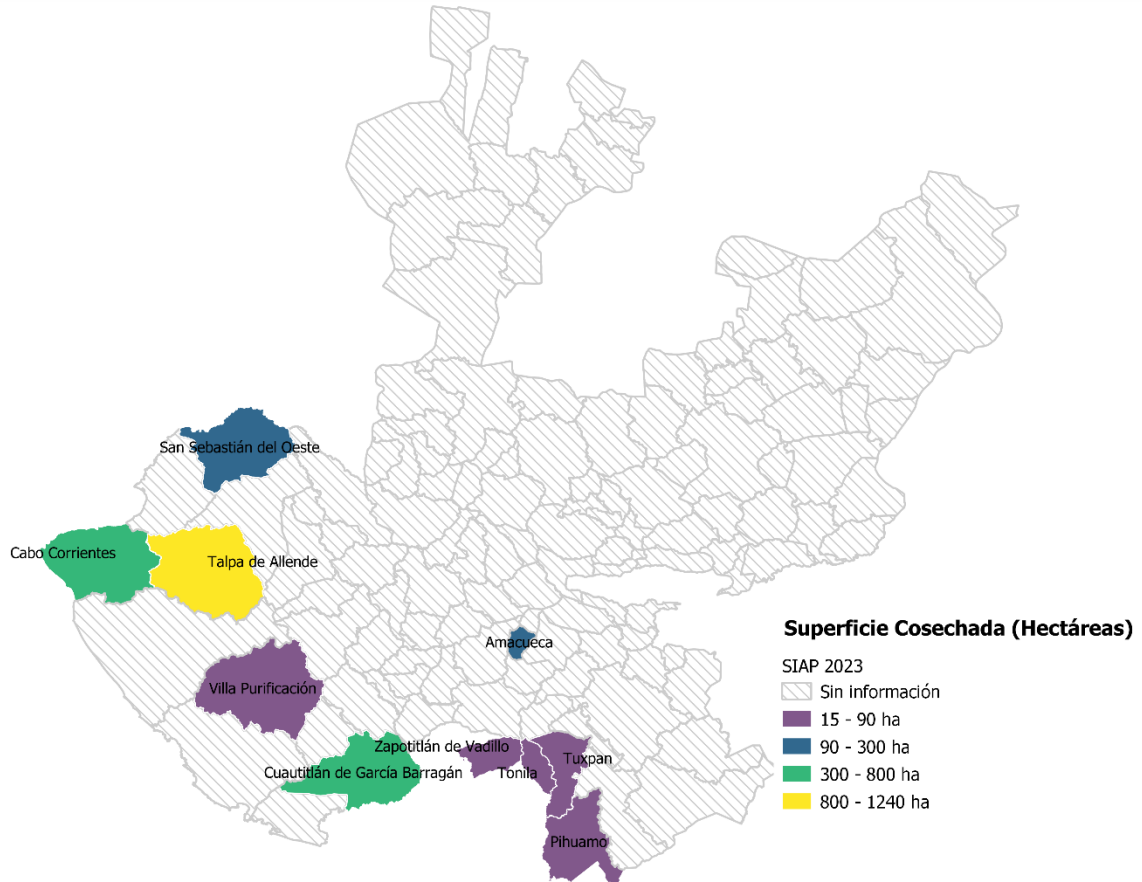 San Sebastián del Oeste
Cabo Corrientes
Talpa de Allende
Amacueca
Villa Purificación
Zapotitlán de Vadillo
Tuxpan
Cuautitlán de García Barragán
Tonila
Pihuamo
Superficie Cosechada (Hectáreas)
SIAP 2023
Sin información
15 - 90 ha
90 - 300 ha
300 - 800 ha
800 - 1240 ha